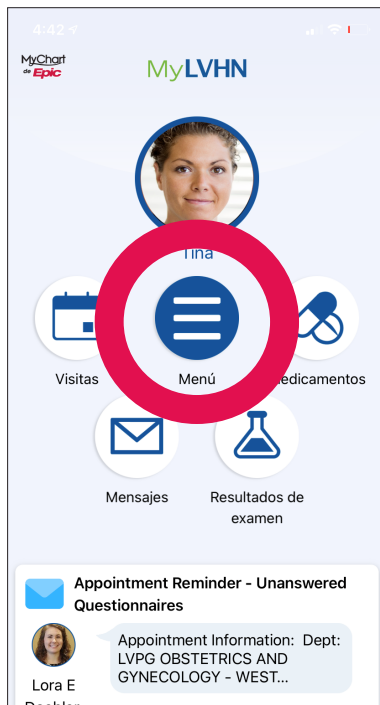 4:42
MyChart
de Epic
MyLVHN
Tina
Visitas
Menú
edicamentos
Mensajes
Resultados de
examen
Appointment Reminder - Unanswered
Questionnaires
Appointment Information: Dept:
LVPG OBSTETRICS AND
GYNECOLOGY - WEST...
Lora E